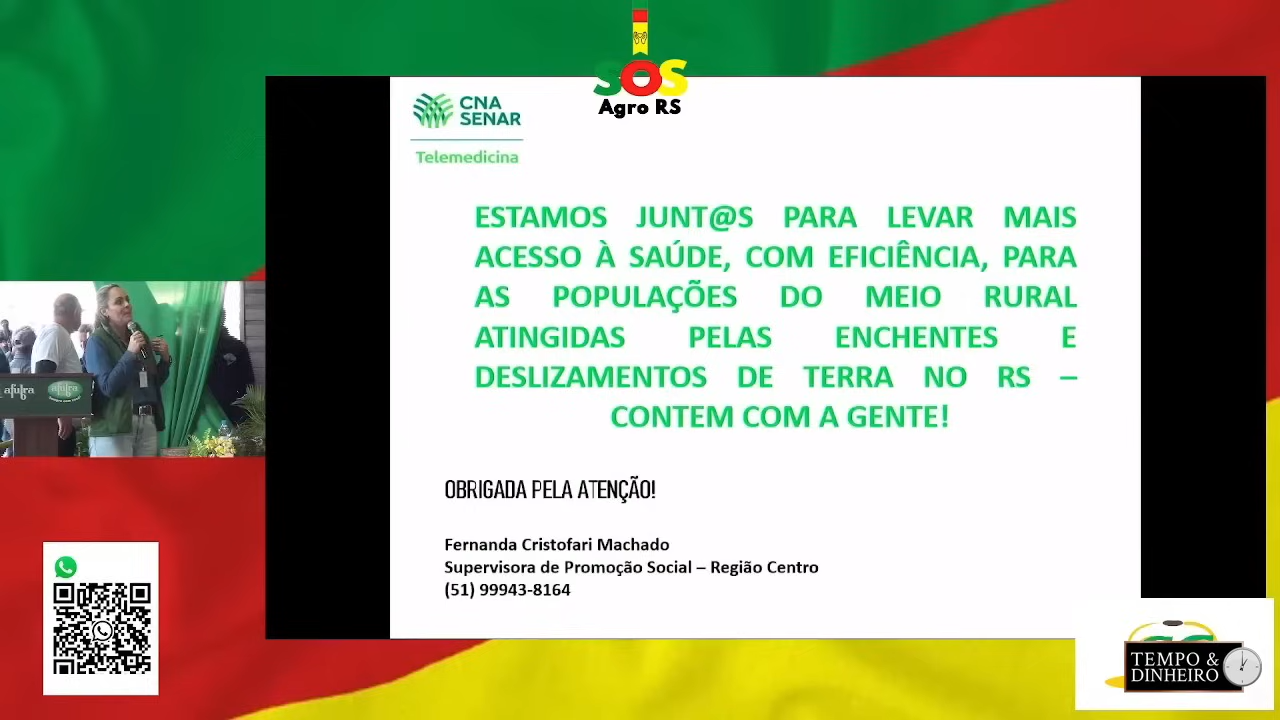 SOS
Agro RS
CNA
SENAR
Telemedicina
ESTAMOS JUNT@S PARA LEVAR MAIS
ACESSO À SAÚDE, COM EFICIÊNCIA, PARA
AS POPULAÇÕES DO MEIO RURAL
ATINGIDAS PELAS ENCHENTES E
DESLIZAMENTOS DE TERRA NO RS –
CONTEM COM A GENTE!
OBRIGADA PELA ATENÇÃO!
Fernanda Cristofari Machado
Supervisora de Promoção Social – Região Centro
(51) 99943-8164
afubra
afubra
TEMPO &
DINHEIRO